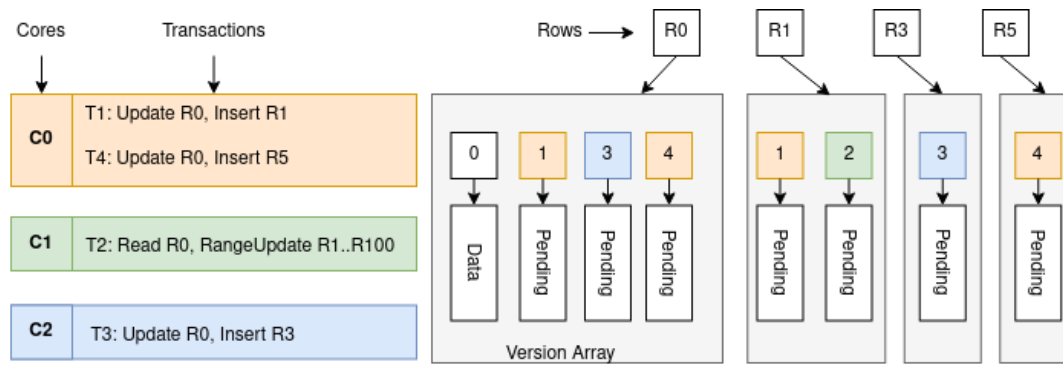 Cores
Transactions
Rows
R0
R1
R3
R5
C0
T1: Update R0, Insert R1
T4: Update R0, Insert R5
C1
T2: Read R0, RangeUpdate R1..R100
C2
T3: Update R0, Insert R3
0
1
3
4
1
2
3
4
Data
Pending
Pending
Pending
Pending
Pending
Pending
Pending
Version Array